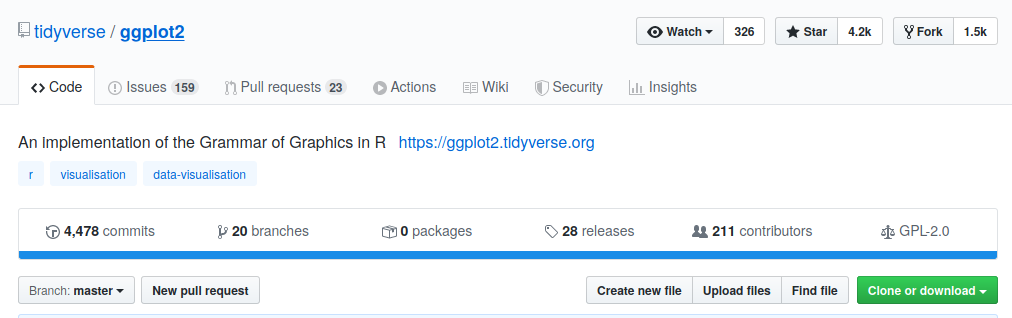 tidyverse / ggplot2 Watch 326 Star 4.2k Fork 1.5k
Code Issues 159 Pull requests 23 Actions Wiki Security Insights
An implementation of the Grammar of Graphics in R https://ggplot2.tidyverse.org
r visualisation data-visualisation
4,478 commits 20 branches 0 packages 28 releases 211 contributors GPL-2.0
Branch: master New pull request Create new file Upload files Find file Clone or download